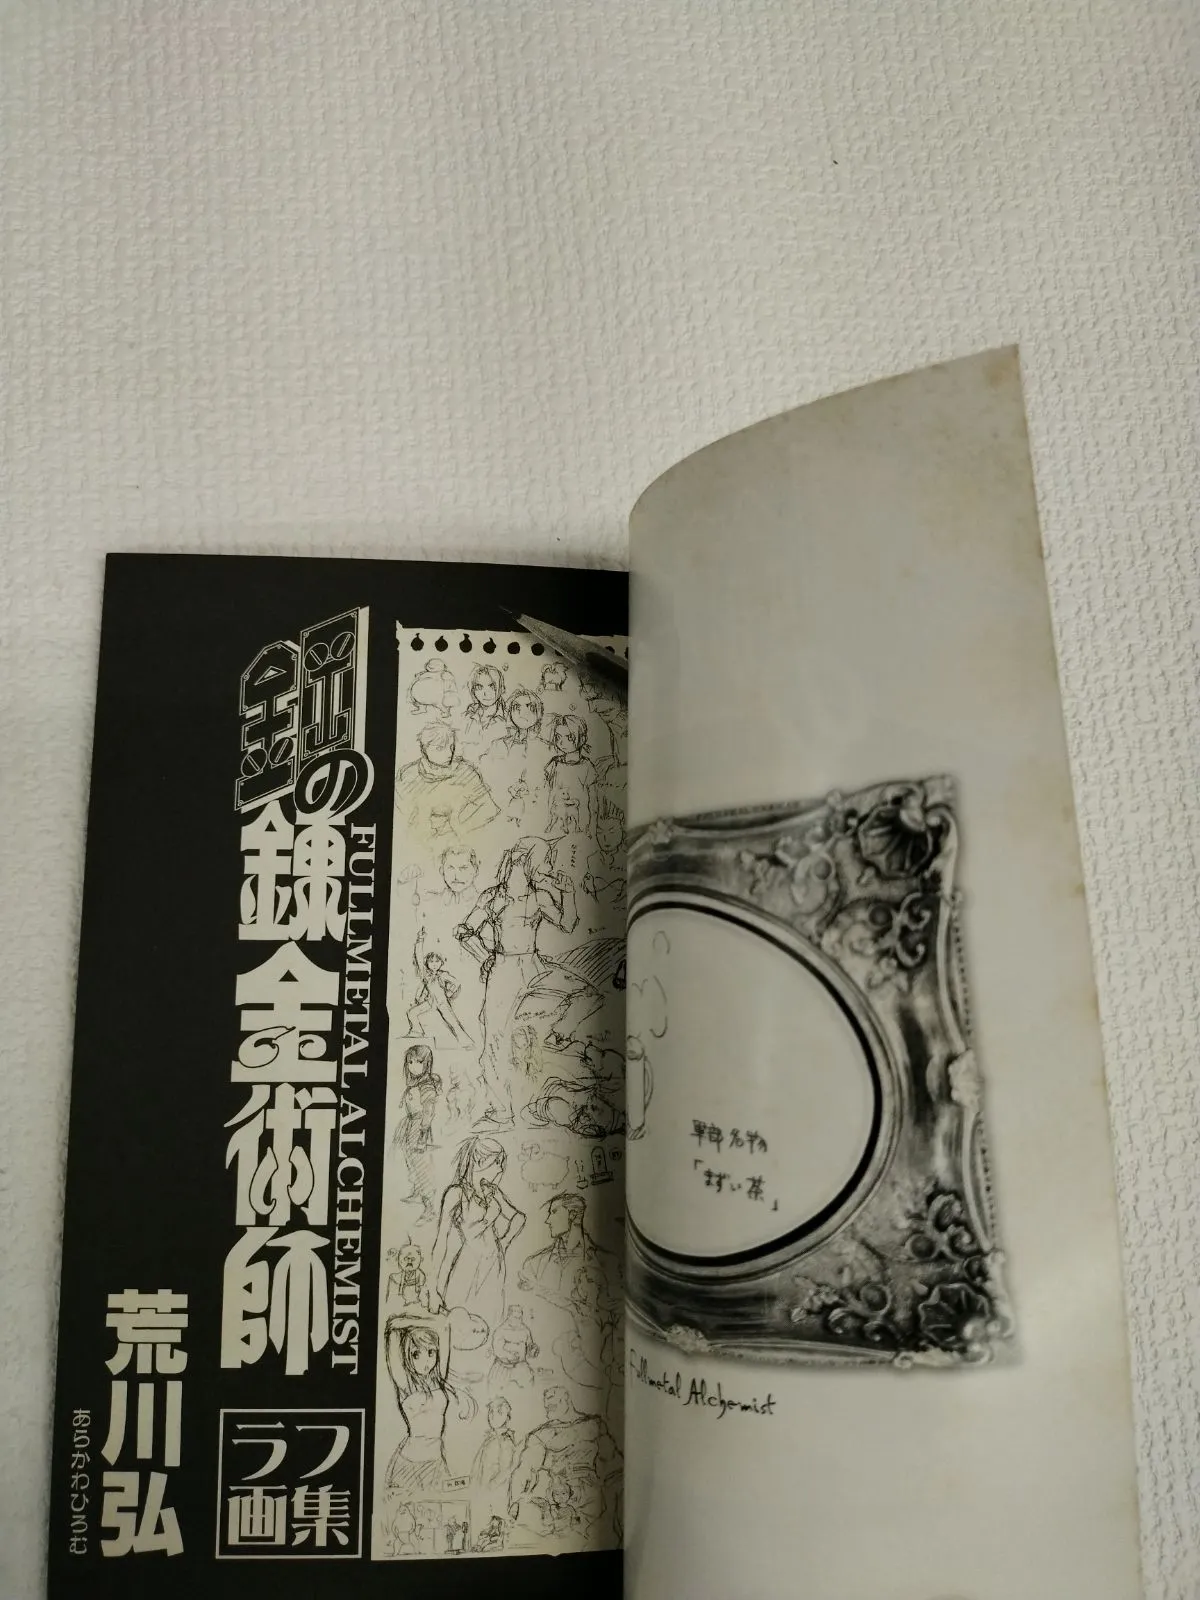 鋼の錬金術師
FULLMETAL ALCHEMIST
ラフ
画集
荒川弘
あらかわひろむ
軍部名物
「まずい茶」
Fullmetal Alchemist